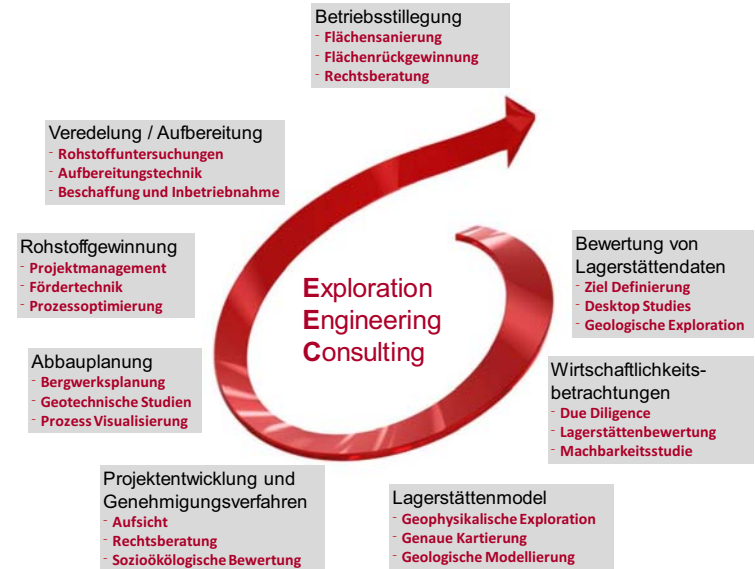 Betriebsstillegung
- Flächensanierung
- Flächenrückgewinnung
- Rechtsberatung
Veredelung / Aufbereitung
- Rohstoffuntersuchungen
- Aufbereitungstechnik
- Beschaffung und Inbetriebnahme
Rohstoffgewinnung
- Projektmanagement
- Fördertechnik
- Prozessoptimierung
Exploration
Engineering
Consulting
Bewertung von
Lagerstättendaten
- Ziel Definierung
- Desktop Studies
- Geologische Exploration
Abbauplanung
- Bergwerksplanung
- Geotechnische Studien
- Prozess Visualisierung
Wirtschaftlichkeits-
betrachtungen
- Due Diligence
- Lagerstättenbewertung
- Machbarkeitsstudie
Projektentwicklung und
Genehmigungsverfahren
- Aufsicht
- Rechtsberatung
- Sozioökölogische Bewertung
Lagerstättenmodel
- Geophysikalische Exploration
- Genaue Kartierung
- Geologische Modellierung